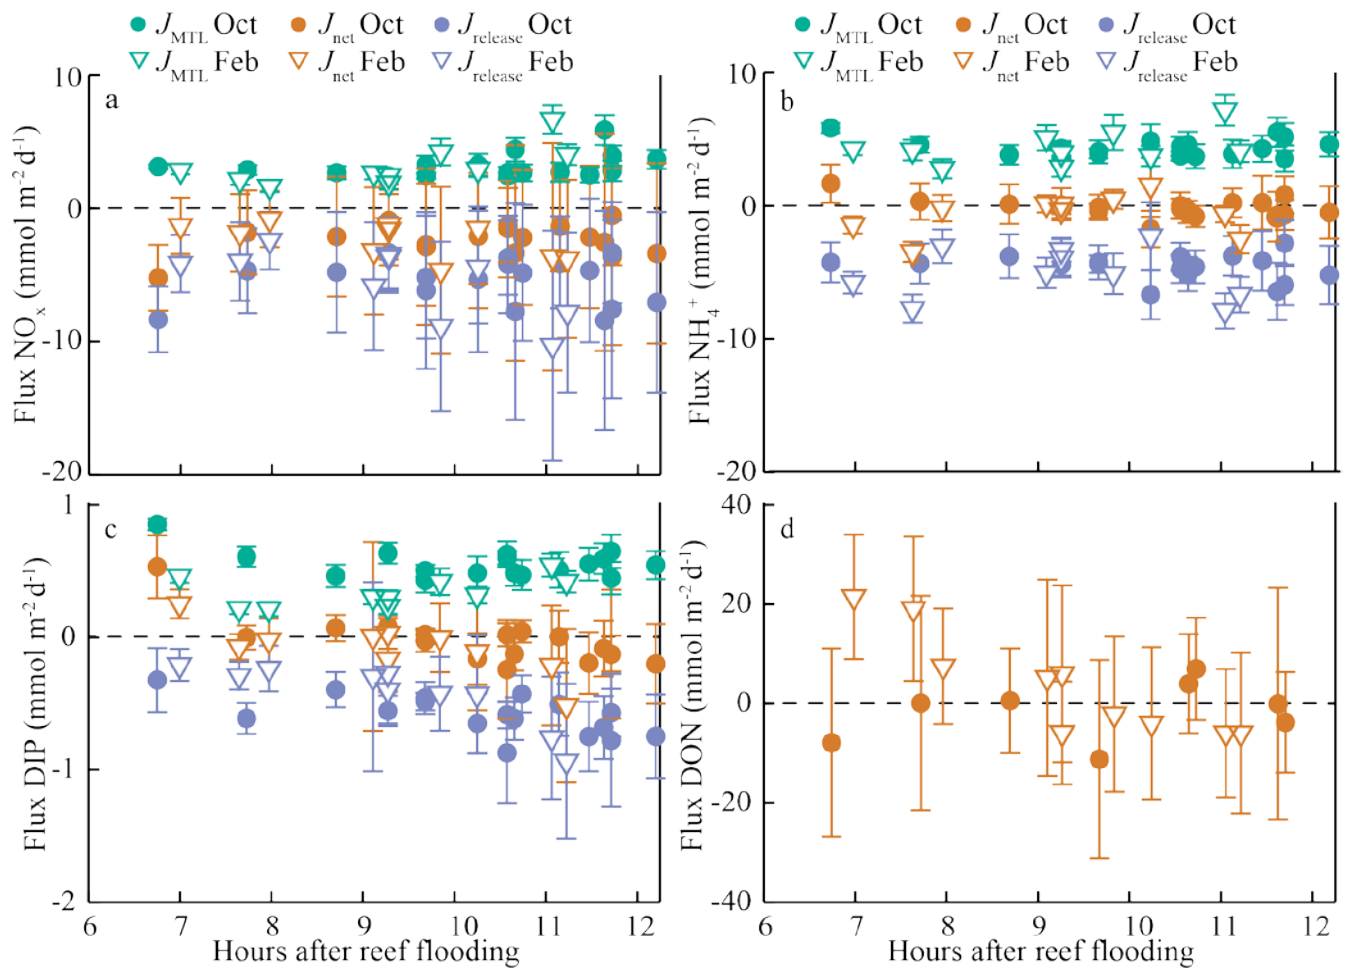 J_MTL Oct J_net Oct J_release Oct
J_MTL Feb J_net Feb J_release Feb
J_MTL Oct J_net Oct J_release Oct
J_MTL Feb J_net Feb J_release Feb
a
10
0
-10
-20
Flux NOₓ (mmol m⁻² d⁻¹)
b
10
0
-10
-20
Flux NH₄⁺ (mmol m⁻² d⁻¹)
c
1
0
-1
-2
Flux DIP (mmol m⁻² d⁻¹)
6 7 8 9 10 11 12
Hours after reef flooding
d
40
20
0
-20
-40
Flux DON (mmol m⁻² d⁻¹)
6 7 8 9 10 11 12
Hours after reef flooding